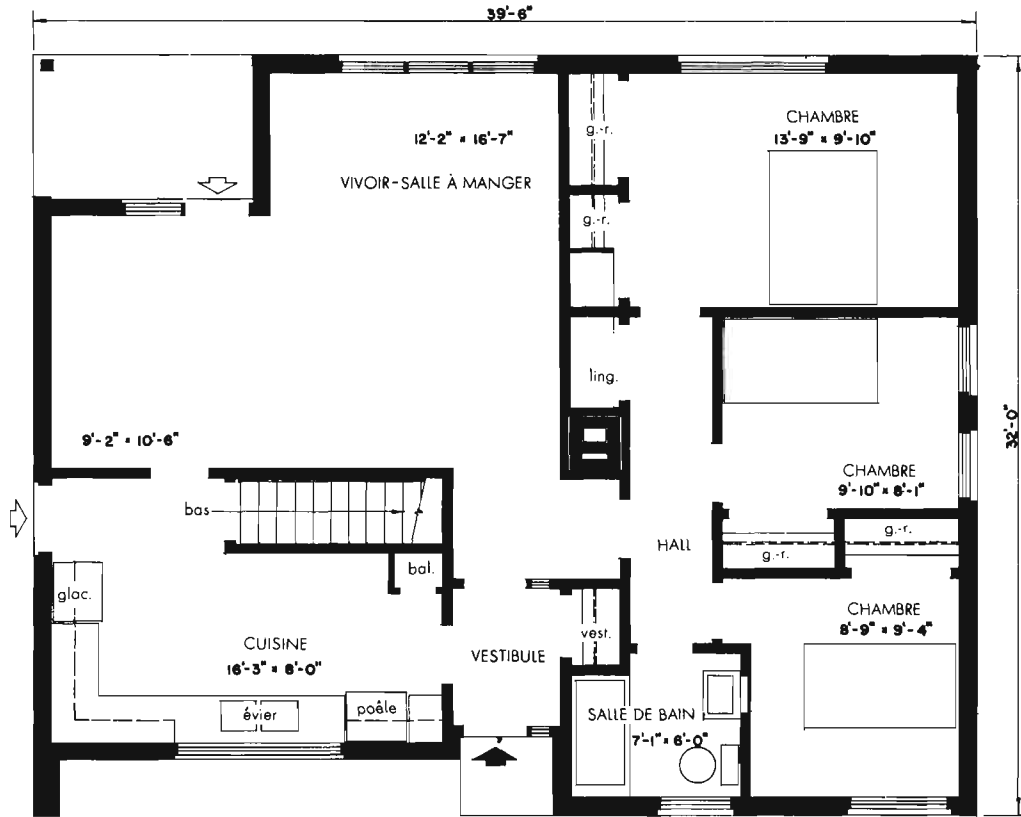 39'-6"
CHAMBRE
13'-9" × 9'-10"
g.-r.
12'-2" × 16'-7"
VIVOIR-SALLE À MANGER
g.-r.
ling.
32'-0"
9'-2" × 10'-6"
CHAMBRE
9'-10" × 8'-1"
bas
g.-r.
g.-r.
HALL
bal.
glac.
CHAMBRE
8'-9" × 9'-4"
vest.
CUISINE
16'-3" × 8'-0"
VESTIBULE
poêle
évier
SALLE DE BAIN
7'-1" × 6'-0"